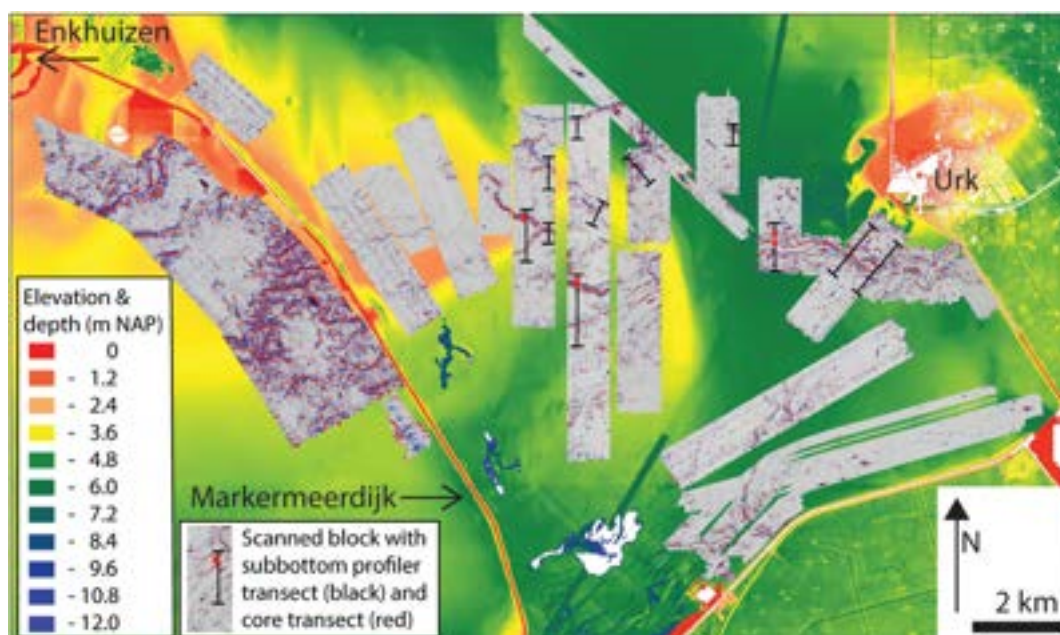 Enkhuizen
Urk
Elevation &
depth (m NAP)
0
- 1.2
- 2.4
- 3.6
- 4.8
- 6.0
- 7.2
- 8.4
- 9.6
- 10.8
- 12.0
Markermeerdijk
Scanned block with
subbottom profiler
transect (black) and
core transect (red)
N
2 km